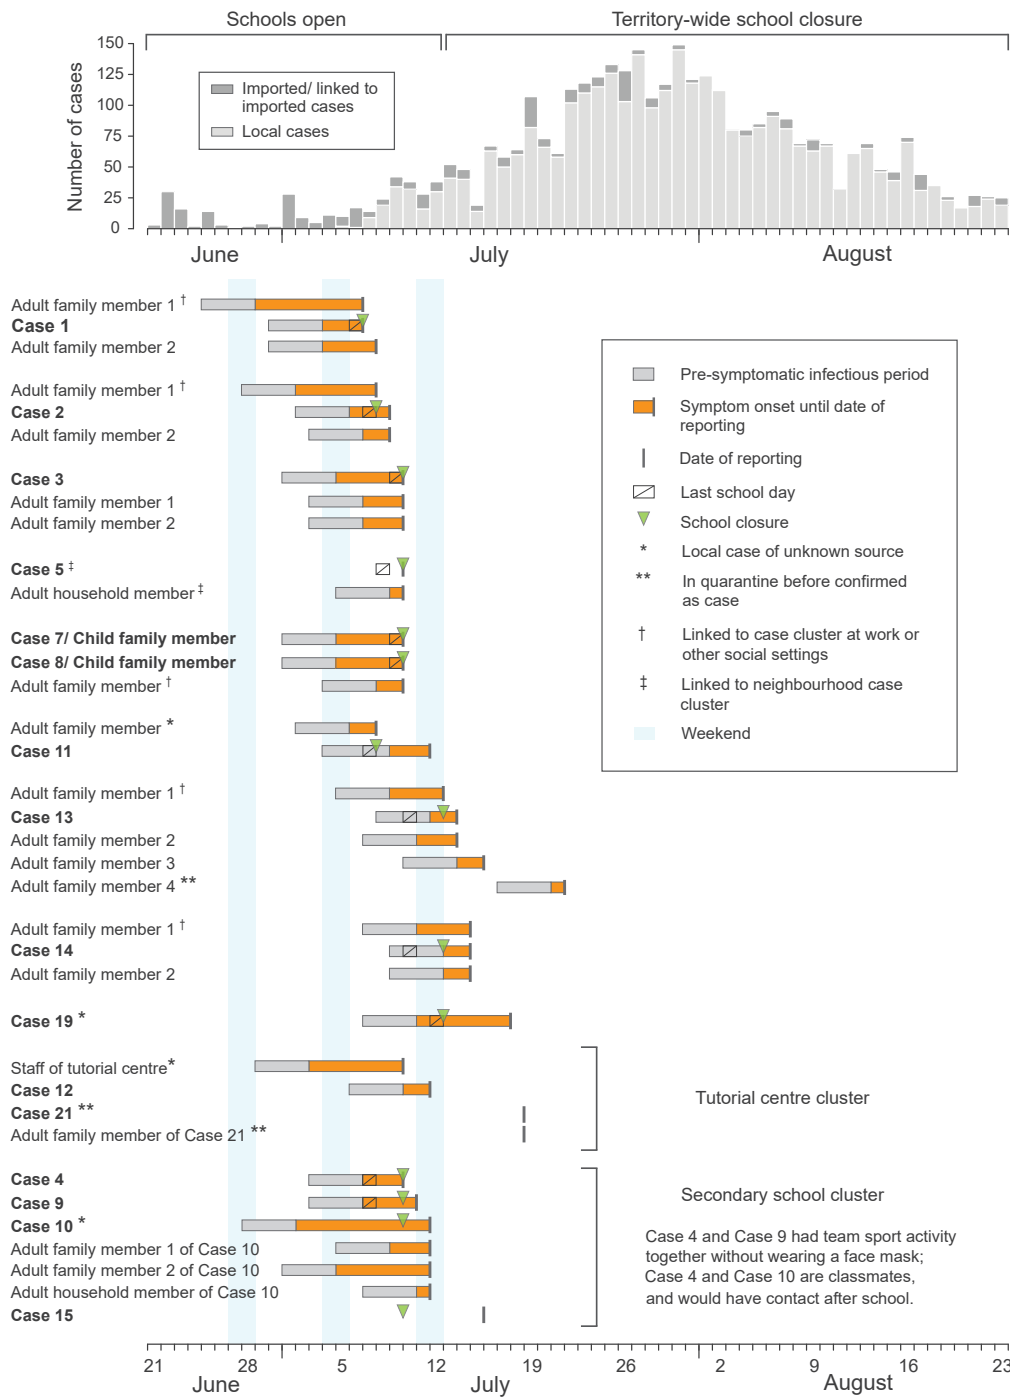 Schools open
Territory-wide school closure
Number of cases
150
125
100
75
50
25
0
Imported/ linked to
imported cases
Local cases
June
July
August
Adult family member 1 †
Case 1
Adult family member 2
Adult family member 1 †
Case 2
Adult family member 2
Case 3
Adult family member 1
Adult family member 2
Case 5 ‡
Adult household member ‡
Case 7/ Child family member
Case 8/ Child family member
Adult family member †
Adult family member *
Case 11
Adult family member 1 †
Case 13
Adult family member 2
Adult family member 3
Adult family member 4 **
Adult family member 1 †
Case 14
Adult family member 2
Case 19 *
Staff of tutorial centre*
Case 12
Case 21 **
Adult family member of Case 21 **
Case 4
Case 9
Case 10 *
Adult family member 1 of Case 10
Adult family member 2 of Case 10
Adult household member of Case 10
Case 15
Pre-symptomatic infectious period
Symptom onset until date of
reporting
Date of reporting
Last school day
School closure
* Local case of unknown source
** In quarantine before confirmed
as case
† Linked to case cluster at work or
other social settings
‡ Linked to neighbourhood case
cluster
Weekend
Tutorial centre cluster
Secondary school cluster
Case 4 and Case 9 had team sport activity
together without wearing a face mask;
Case 4 and Case 10 are classmates,
and would have contact after school.
21 28 5 12 19 26 2 9 16 23
June July August